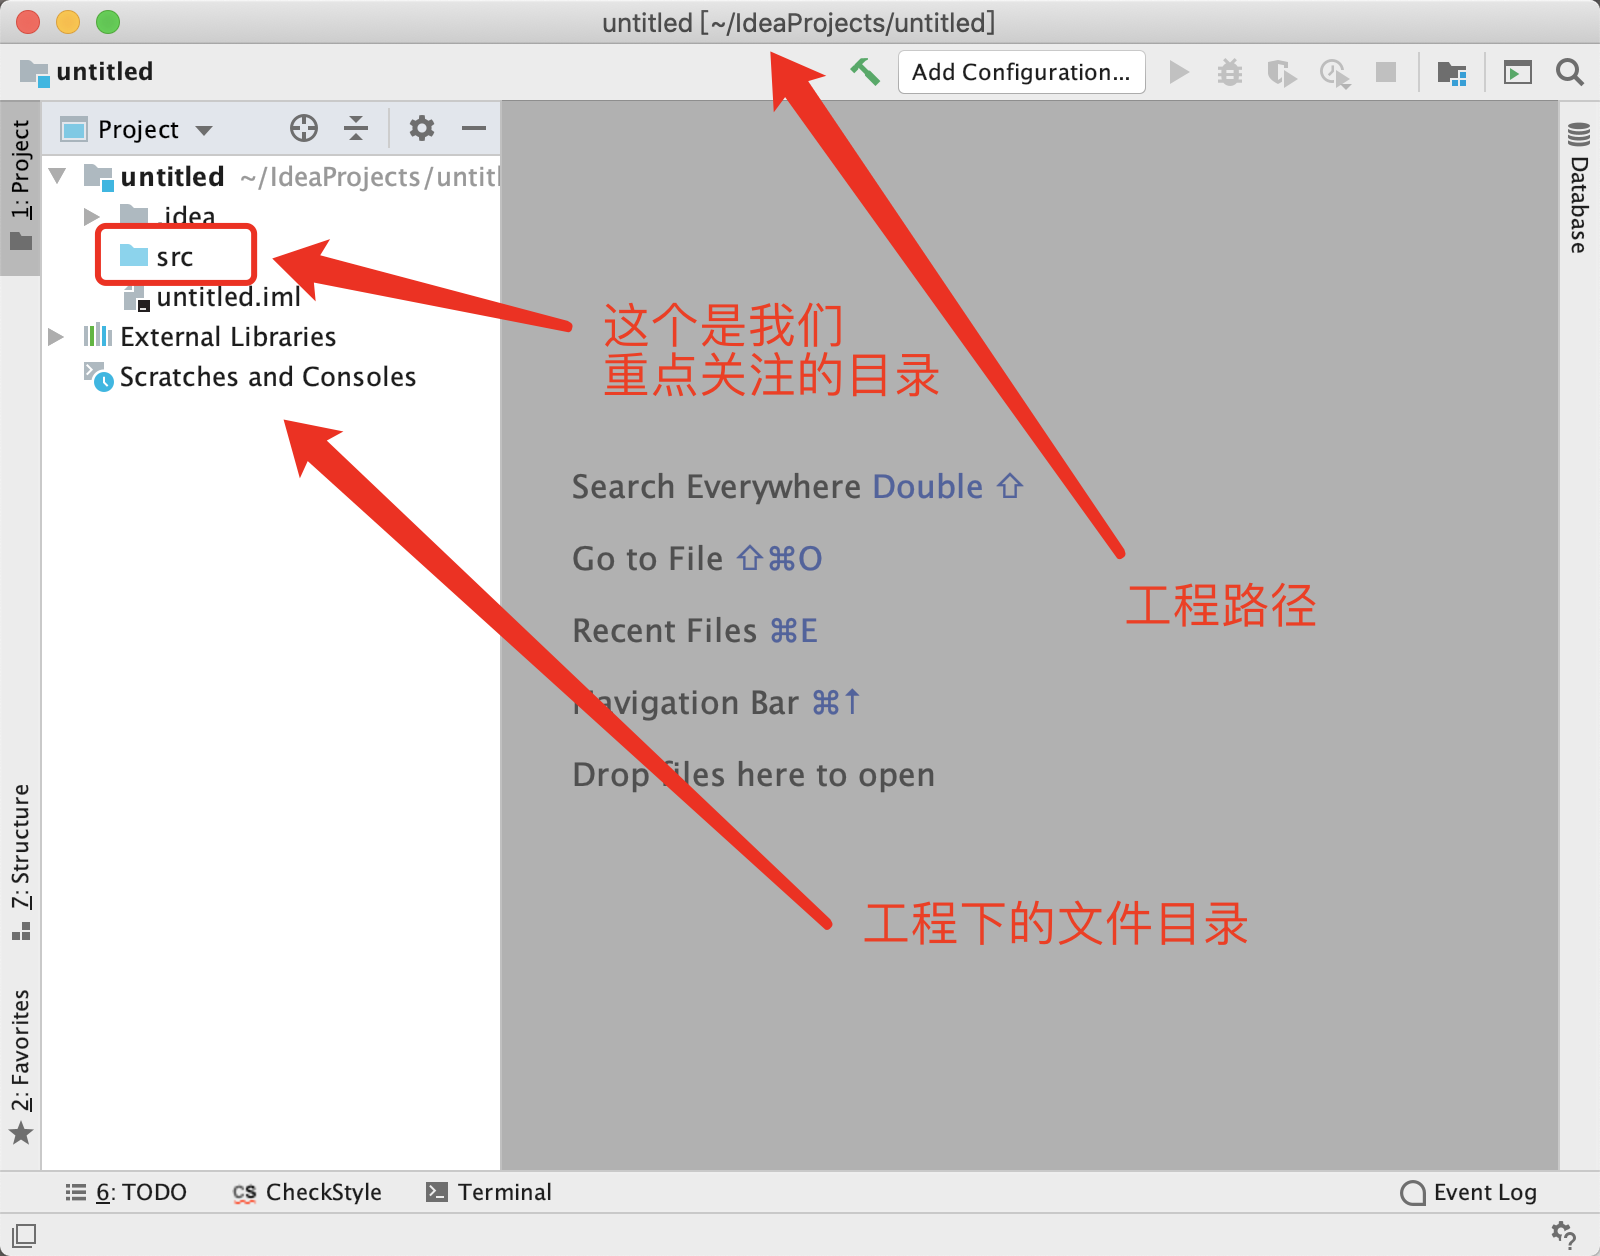 untitled [~/IdeaProjects/untitled]
untitled
Add Configuration...
1: Project
Project
untitled ~/IdeaProjects/untitl
.idea
src
untitled.iml
External Libraries
Scratches and Consoles
这个是我们
重点关注的目录
Search Everywhere Double ⇧
Go to File ⇧⌘O
Recent Files ⌘E
Navigation Bar ⌘↑
Drop files here to open
工程路径
工程下的文件目录
Database
7: Structure
2: Favorites
6: TODO
CS CheckStyle
Terminal
Event Log